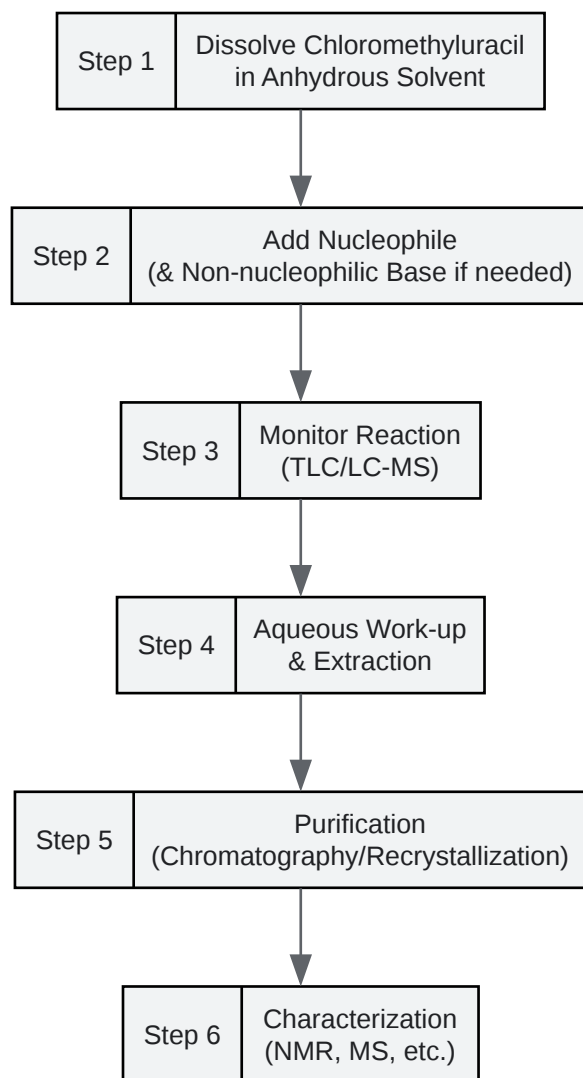 Step 1
Dissolve Chloromethyluracil
in Anhydrous Solvent
Step 2
Add Nucleophile
(& Non-nucleophilic Base if needed)
Step 3
Monitor Reaction
(TLC/LC-MS)
Step 4
Aqueous Work-up
& Extraction
Step 5
Purification
(Chromatography/Recrystallization)
Step 6
Characterization
(NMR, MS, etc.)